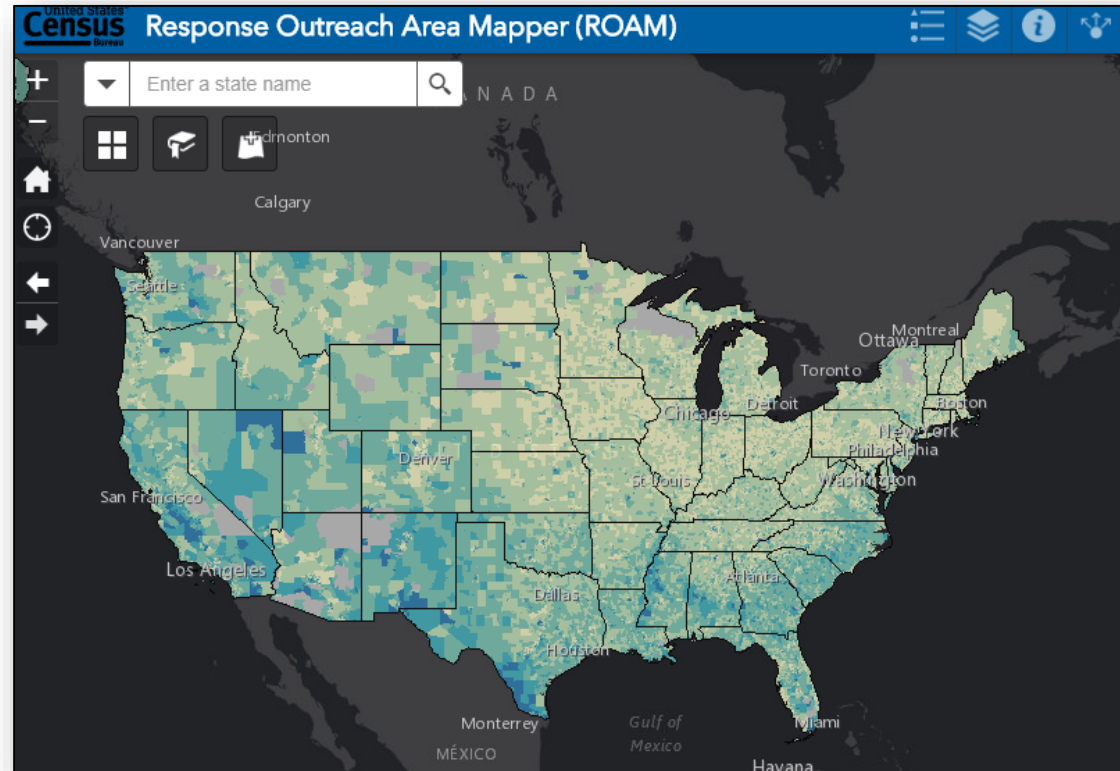 United States®
Census
Bureau
Response Outreach Area Mapper (ROAM)
Enter a state name
CANADA
Edmonton
Calgary
Vancouver
Seattle
Montreal
Ottawa
Toronto
Detroit
Boston
Chicago
New York
Philadelphia
Denver
St Louis
Washington
San Francisco
Los Angeles
Atlanta
Dallas
Houston
Monterrey
Gulf of
Mexico
Miami
MÉXICO
Havana